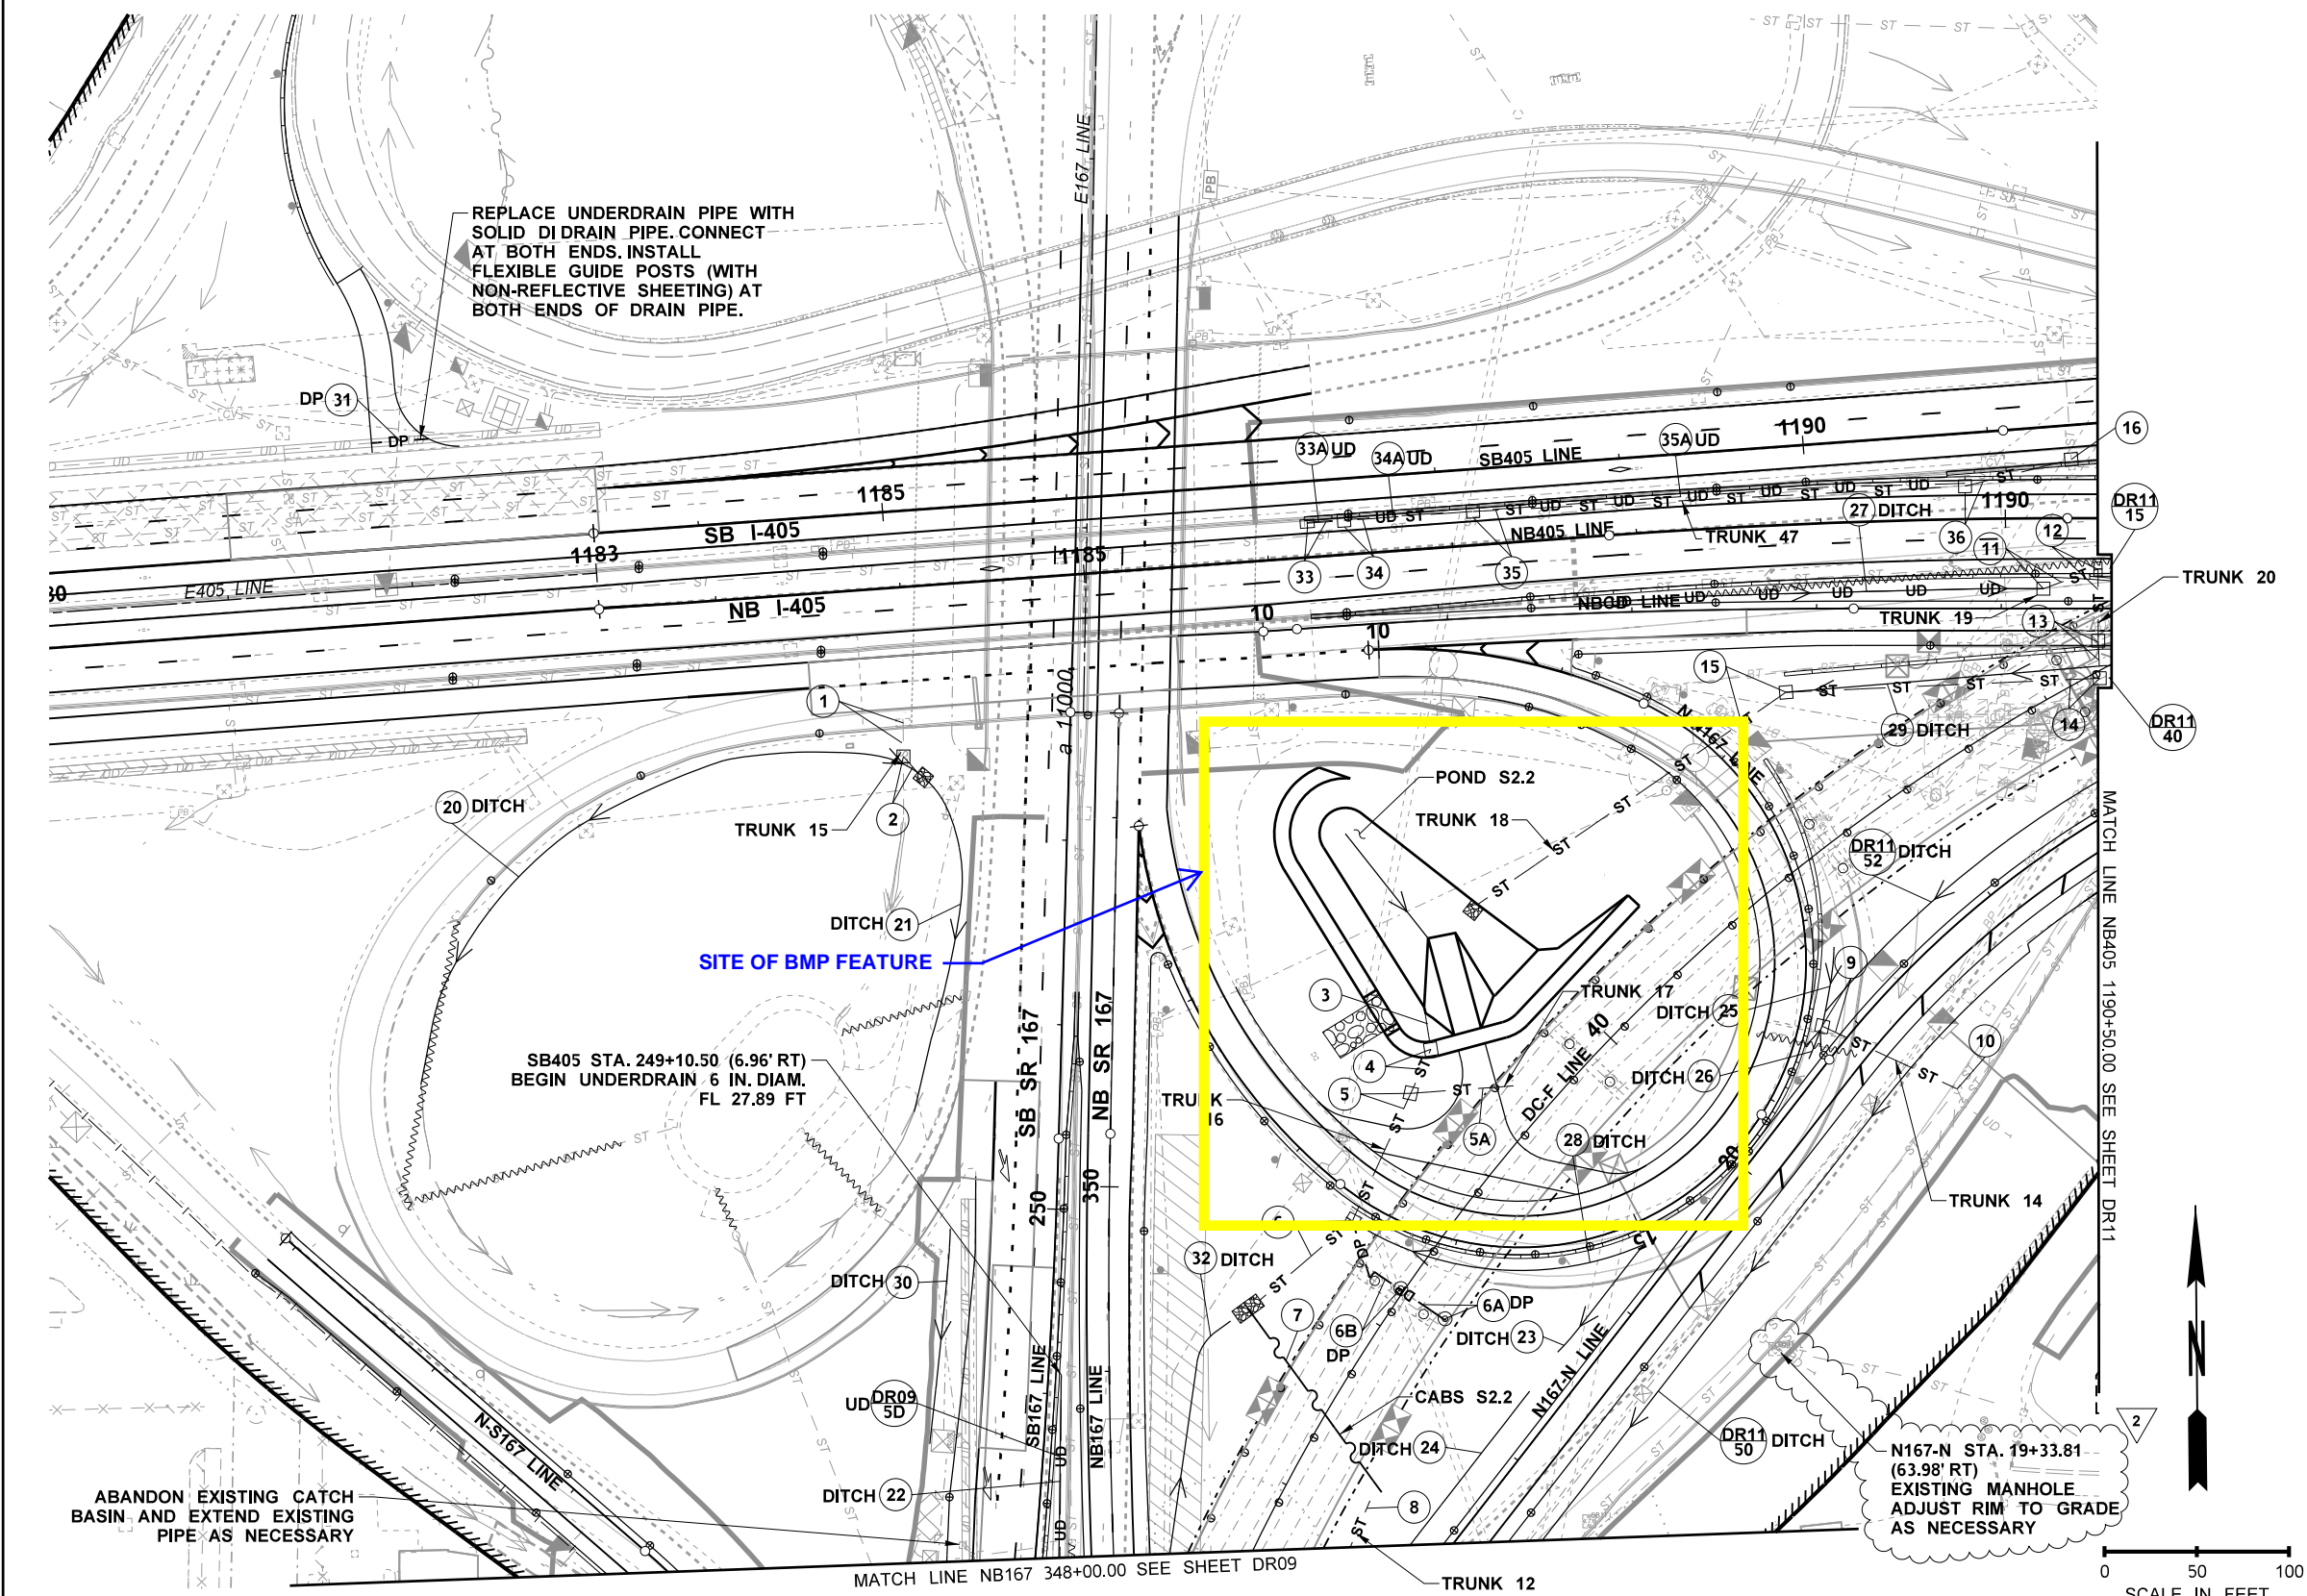 E167 LINE
REPLACE UNDERDRAIN PIPE WITH
SOLID DI DRAIN PIPE. CONNECT
AT BOTH ENDS. INSTALL
FLEXIBLE GUIDE POSTS (WITH
NON-REFLECTIVE SHEETING) AT
BOTH ENDS OF DRAIN PIPE.
DP 31
DP
33A UD
34A UD
SB405 LINE
35A UD
1190
16
1185
SB I-405
1183
1185
NB405 LINE
TRUNK 47
27 DITCH
1190
36
11
12
DR11
15
TRUNK 20
E405 LINE
NB I-405
33
34
35
10
10
TRUNK 19
13
15
29 DITCH
14
DR11
40
1
20 DITCH
TRUNK 15
2
N-N167 LINE
POND S2.2
TRUNK 18
DITCH 21
SITE OF BMP FEATURE
DR11
52
DITCH
MATCH LINE NB405 1190+50.00 SEE SHEET DR11
3
TRUNK 17
DITCH 25
9
10
SB405 STA. 249+10.50 (6.96' RT)
BEGIN UNDERDRAIN 6 IN. DIAM.
FL 27.89 FT
SB SR 167
NB SR 167
4
5
TRUNK
16
5A
DC-F LINE 40
DITCH 26
28 DITCH
20
TRUNK 14
250
350
6
15
32 DITCH
DITCH 30
7
6B
DP
6A DP
DITCH 23
N167-N LINE
UD
DR09
5D
SB167 LINE
NB167 LINE
CABS S2.2
DITCH 24
DR11
50
DITCH
N-S167 LINE
DITCH 22
8
ABANDON EXISTING CATCH
BASIN AND EXTEND EXISTING
PIPE AS NECESSARY
N167-N STA. 19+33.81
(63.98' RT)
EXISTING MANHOLE
ADJUST RIM TO GRADE
AS NECESSARY
2
N
MATCH LINE NB167 348+00.00 SEE SHEET DR09
TRUNK 12
0 50 100
SCALE IN FEET